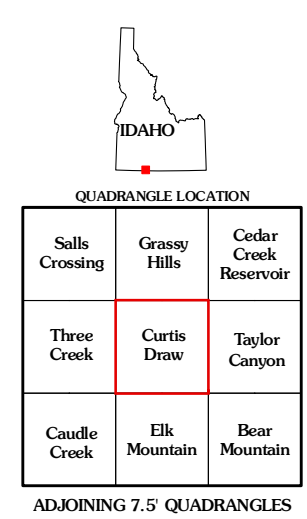 IDAHO
QUADRANGLE LOCATION
Salls
Crossing
Grassy
Hills
Cedar
Creek
Reservoir
Three
Creek
Curtis
Draw
Taylor
Canyon
Caudle
Creek
Elk
Mountain
Bear
Mountain
ADJOINING 7.5' QUADRANGLES